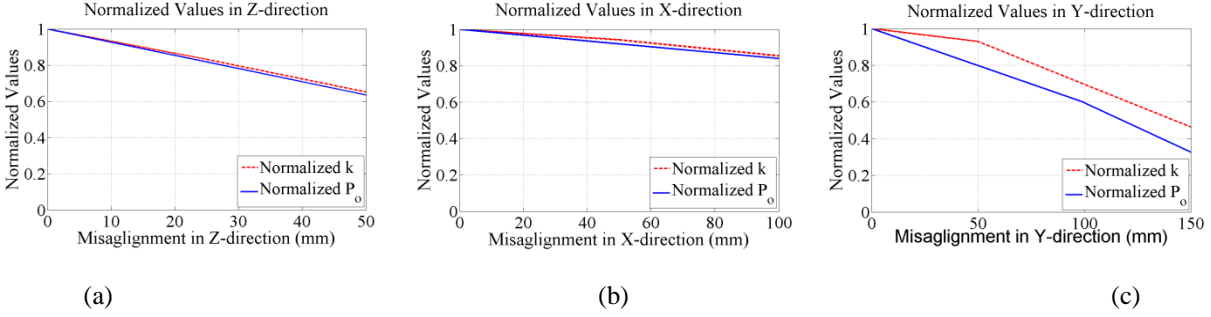 Normalized Values in Z-direction
1
0.8
0.6
0.4
0.2
0
Normalized Values
Normalized k
Normalized P_o
0 10 20 30 40 50
Misaglignment in Z-direction (mm)
(a)
Normalized Values in X-direction
1
0.8
0.6
0.4
0.2
0
Normalized Values
Normalized k
Normalized P_o
0 20 40 60 80 100
Misaglignment in X-direction (mm)
(b)
Normalized Values in Y-direction
1
0.8
0.6
0.4
0.2
0
Normalized Values
Normalized k
Normalized P_o
0 50 100 150
Misaglignment in Y-direction (mm)
(c)